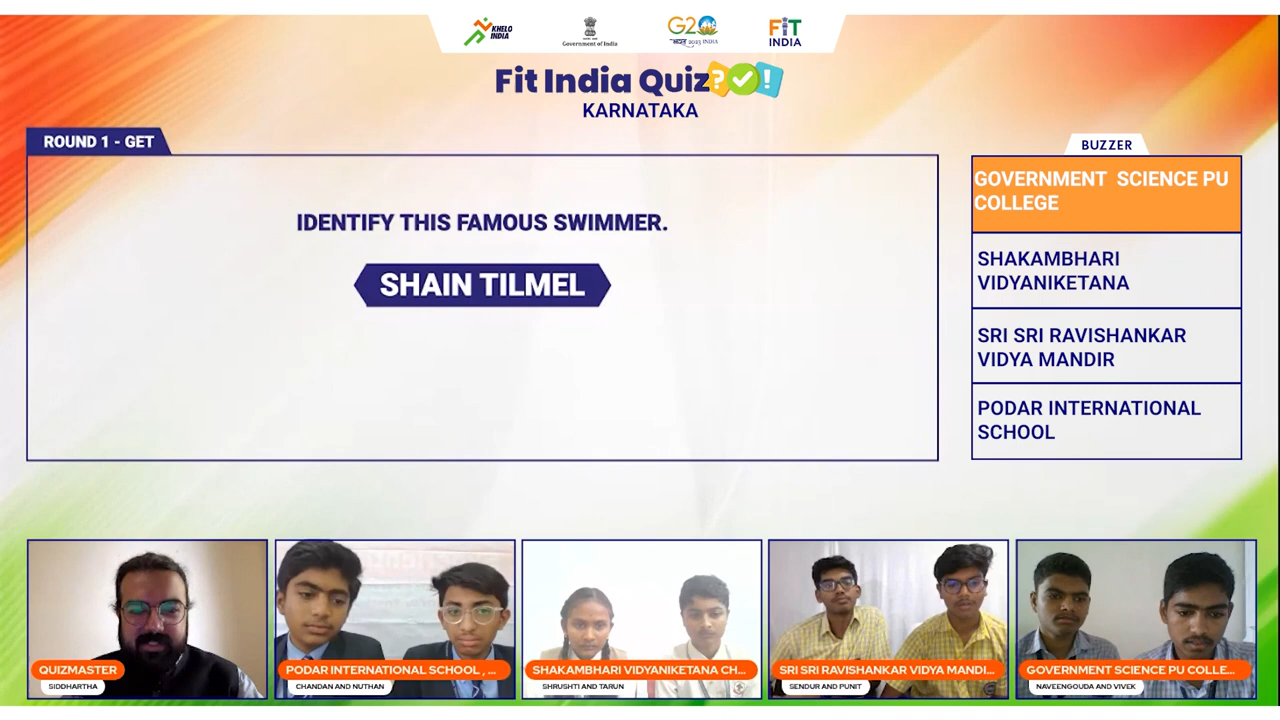 KHELO
INDIA
Government of India
G20
2023 INDIA
FIT
INDIA
Fit India Quiz?!
KARNATAKA
ROUND 1 - GET
IDENTIFY THIS FAMOUS SWIMMER.
SHAIN TILMEL
BUZZER
GOVERNMENT SCIENCE PU
COLLEGE
SHAKAMBHARI
VIDYANIKETANA
SRI SRI RAVISHANKAR
VIDYA MANDIR
PODAR INTERNATIONAL
SCHOOL
QUIZMASTER
SIDDHARTHA
PODAR INTERNATIONAL SCHOOL , ...
CHANDAN AND NUTHAN
SHAKAMBHARI VIDYANIKETANA CH...
SHRUSHTI AND TARUN
SRI SRI RAVISHANKAR VIDYA MANDI...
SENDUR AND PUNIT
GOVERNMENT SCIENCE PU COLLE...
NAVEENGOUDA AND VIVEK